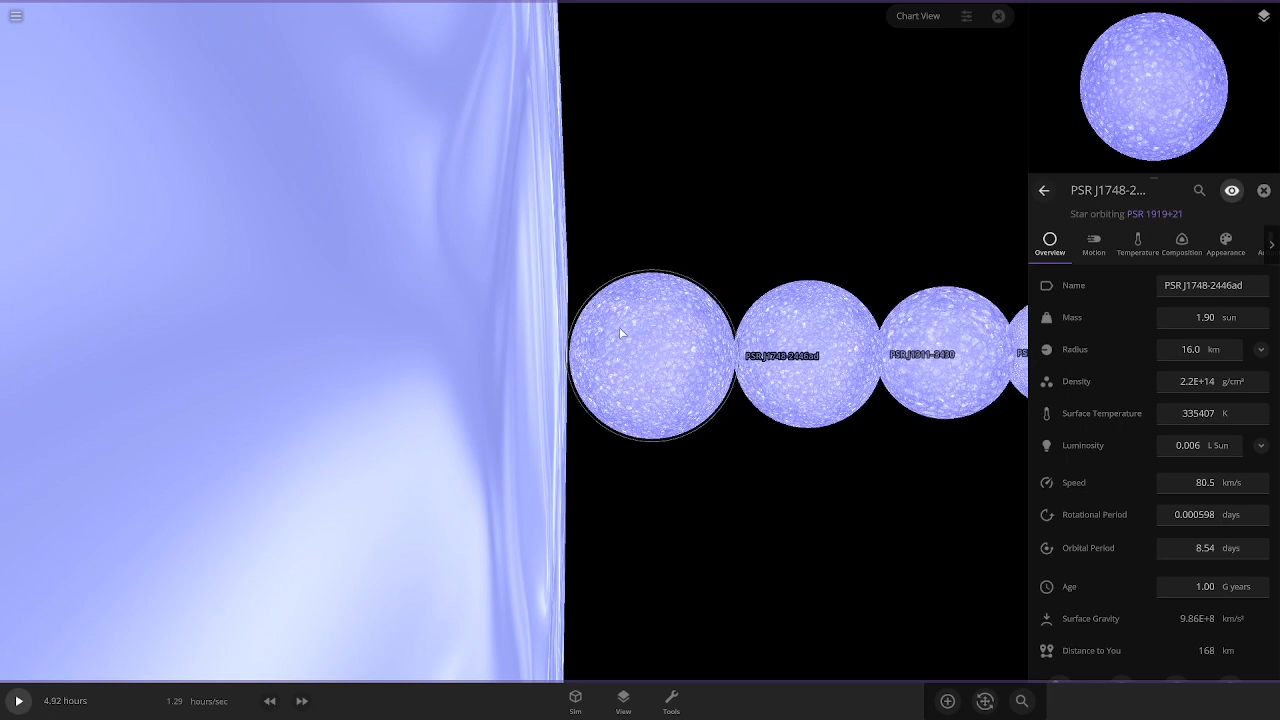 Chart View
PSR J1748-2...
Star orbiting PSR 1919+21
Overview
Motion
Temperature
Composition
Appearance
Name
PSR J1748-2446ad
Mass
1.90 sun
Radius
16.0 km
Density
2.2E+14 g/cm³
Surface Temperature
335407 K
Luminosity
0.006 L Sun
Speed
80.5 km/s
Rotational Period
0.000598 days
Orbital Period
8.54 days
Age
1.00 G years
Surface Gravity
9.86E+8 km/s²
Distance to You
168 km
PSR J1748-2446ad
PSR J1311-3430
PS
4.92 hours
1.29 hours/sec
Sim
View
Tools